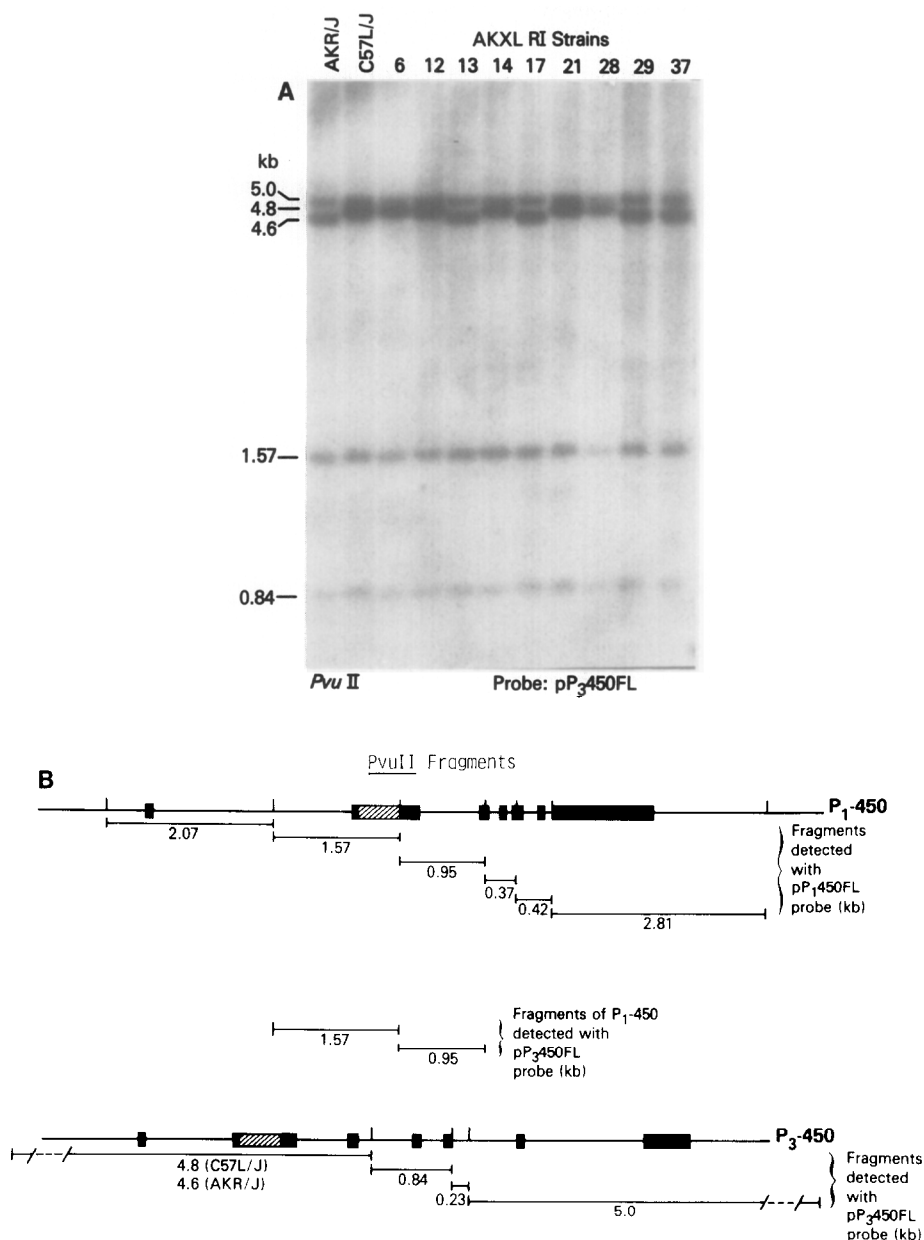 AKR/J
C57L/J
AKXL RI Strains
6 12 13 14 17 21 28 29 37
A
kb
5.0
4.8
4.6
1.57
0.84
Pvu II
Probe: pP₃450FL
B
PvuII Fragments
P₁-450
2.07
1.57
0.95
0.37
0.42
2.81
Fragments
detected
with
pP₁450FL
probe (kb)
1.57
0.95
Fragments of P₁-450
detected with
pP₃450FL
probe (kb)
P₃-450
4.8 (C57L/J)
4.6 (AKR/J)
0.84
0.23
5.0
Fragments
detected
with
pP₃450FL
probe (kb)